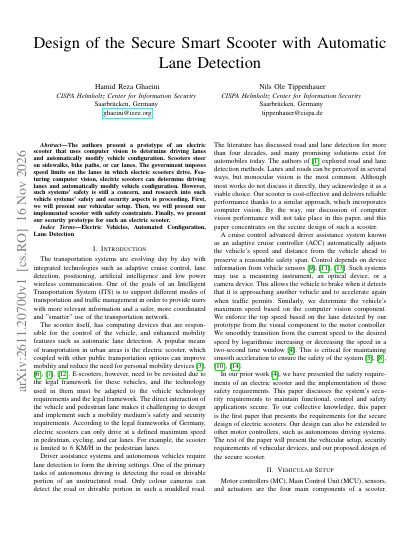 Design of the Secure Smart Scooter with Automatic
Lane Detection
Hamid Reza Ghaeini
CISPA Helmholtz Center for Information Security
Saarbrücken, Germany
ghaeini@ieee.org
Nils Ole Tippenhauer
CISPA Helmholtz Center for Information Security
Saarbrücken, Germany
tippenhauer@cispa.de
arXiv:2011.20700v1 [cs.RO] 16 Nov 2026
Abstract—The authors present a prototype of an electric
scooter that uses computer vision to determine driving lanes
and automatically modify vehicle configuration. Scooters steer
on sidewalks, bike paths, or car lanes. The government imposes
speed limits on the lanes in which electric scooters drive. Fea-
turing computer vision, electric scooters can determine driving
lanes and automatically modify vehicle configuration. However,
such systems' safety is still a concern, and research into such
vehicle systems' safety and security aspects is proceeding. First,
we will present our vehicular setup. Then, we will present our
implemented scooter with safety constraints. Finally, we present
our security prototype for such an electric scooter.
Index Terms—Electric Vehicles, Automated Configuration,
Lane Detection
I. INTRODUCTION
The transportation systems are evolving day by day with
integrated technologies such as adaptive cruise control, lane
detection, positioning, artificial intelligence and low power
wireless communication. One of the goals of an Intelligent
Transportation System (ITS) is to support different modes of
transportation and traffic management in order to provide users
with more relevant information and a safer, more coordinated
and "smarter" use of the transportation network.
The scooter itself, has computing devices that are respon-
sible for the control of the vehicle, and enhanced mobility
features such as automatic lane detection. A popular means
of transportation in urban areas is the electric scooter, which
coupled with other public transportation options can improve
mobility and reduce the need for personal mobility devices [3],
[6], [7], [12]. E-scooters, however, need to be revisited due to
the legal framework for these vehicles, and the technology
used in them must be adapted to the vehicle technology
requirements and the legal framework. The direct interaction of
the vehicle and pedestrian lane makes it challenging to design
and implement such a mobility medium's safety and security
requirements. According to the legal frameworks of Germany,
electric scooters can only drive at a defined maximum speed
in pedestrian, cycling, and car lanes. For example, the scooter
is limited to 6 KM/H in the pedestrian lanes.
Driver assistance systems and autonomous vehicles require
lane detection to form the driving settings. One of the primary
tasks of autonomous driving is detecting the road or drivable
portion of an unstructured road. Only colour cameras can
detect the road or drivable portion in such a muddled road.
The literature has discussed road and lane detection for more
than four decades, and many promising solutions exist for
automobiles today. The authors of [1] explored road and lane
detection methods. Lanes and roads can be perceived in several
ways, but monocular vision is the most common. Although
most works do not discuss it directly, they acknowledge it as a
viable method. Our scooter is cost-effective and delivers reliable
performance thanks to a similar approach, which incorporates
computer vision. By the way, our discussion of computer
vision performance will not take place in this paper, and this
paper concentrates on the secure design of such a scooter.
A cruise control advanced driver assistance system known
as an adaptive cruise controller (ACC) automatically adjusts
the vehicle's speed and distance from the vehicle ahead to
preserve a reasonable safety span. Control depends on device
information from vehicle sensors [9], [11], [13]. Such systems
may use a measuring instrument, an optical device, or a
camera device. This allows the vehicle to brake when it detects
that it is approaching another vehicle and to accelerate again
when traffic permits. Similarly, we determine the vehicle's
maximum speed based on the computer vision component.
We enforce the top speed based on the lane detected by our
prototype from the visual component to the motor controller.
We smoothly transition from the current speed to the desired
speed by logarithmic increasing or decreasing the speed in a
two-second time window [4]. This is critical for maintaining
smooth acceleration to ensure the safety of the system [5], [8],
[10], [14].
In our prior work [4], we have presented the safety require-
ments of an electric scooter and the implementation of those
safety requirements. This paper discusses the system's secu-
rity requirements to maintain functional, control and safety
applications secure. To our collective knowledge, this paper
is the first paper that presents the requirements for the secure
design of electric scooters. Our design can also be extended to
other motor controllers, such as autonomous driving systems.
The rest of the paper will present the vehicular setup, security
requirements of vehicular devices, and our proposed design of
the secure scooter.
II. VEHICULAR SETUP
Motor controllers (MC), Main Control Unit (MCU), sensors,
and actuators are the four main components of a scooter.